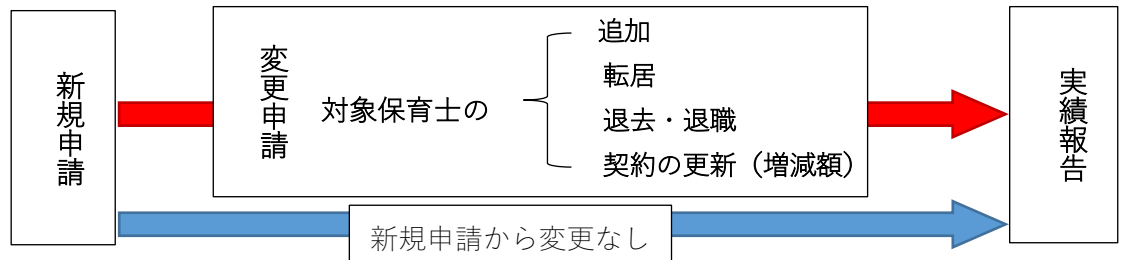 新規申請
変更申請
対象保育士の
追加
転居
退去・退職
契約の更新（増減額）
新規申請から変更なし
実績報告